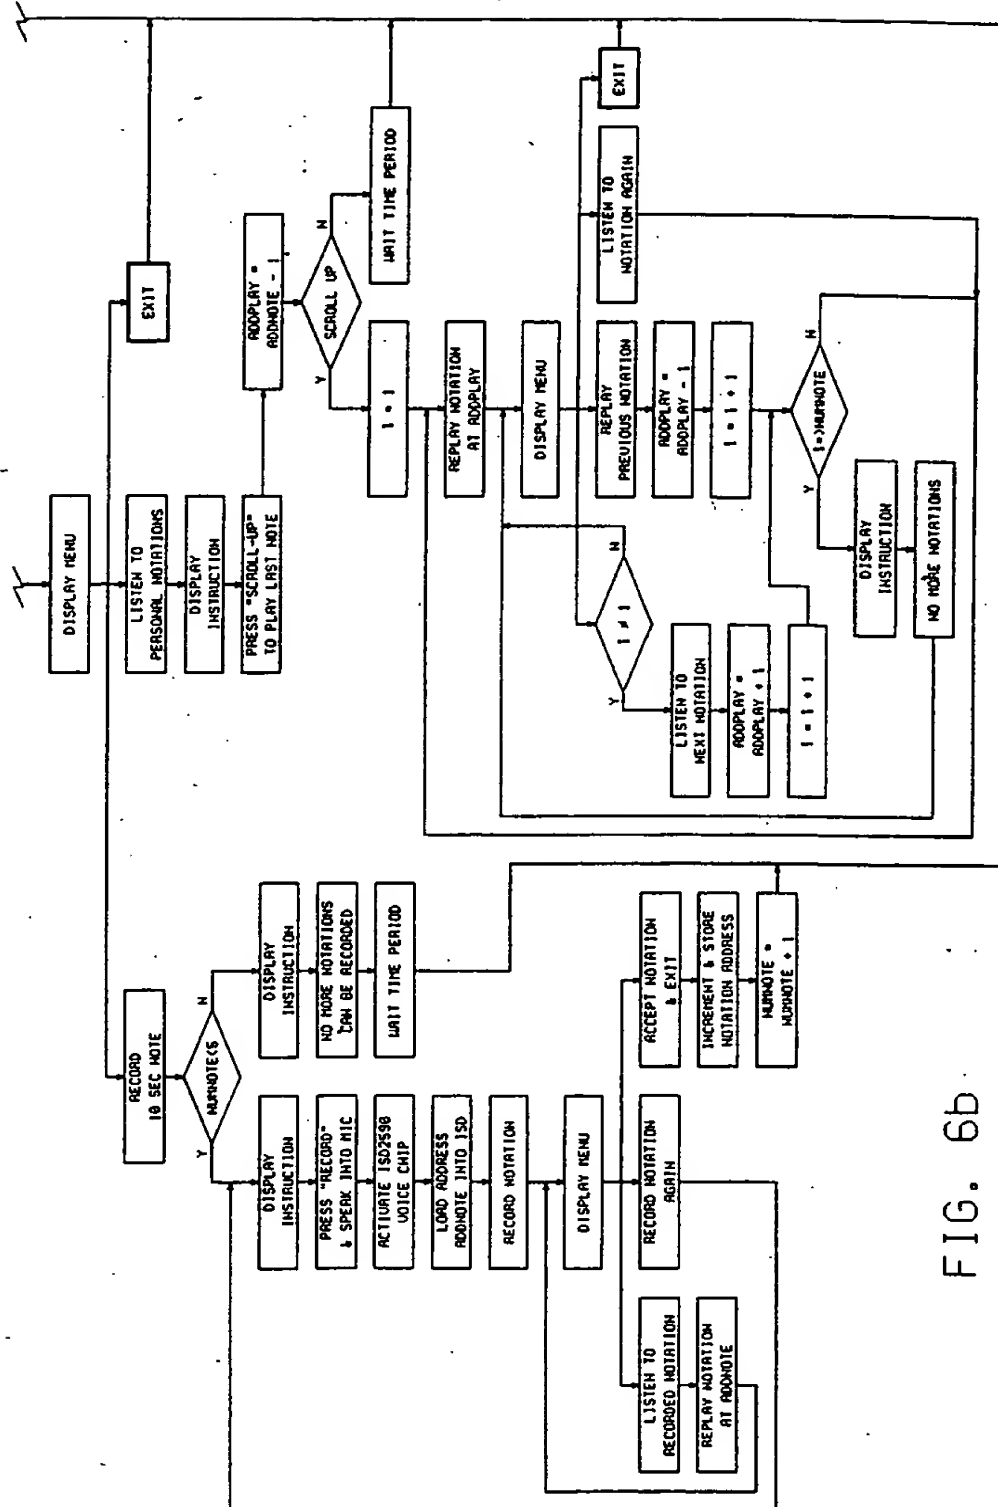 DISPLAY MENU
RECORD
10 SEC NOTE
NUMNOTE<5
Y
N
DISPLAY
INSTRUCTION
PRESS "RECORD"
& SPEAK INTO MIC
ACTIVATE ISD2590
VOICE CHIP
LOAD ADDRESS
ADDNOTE INTO ISD
RECORD NOTATION
DISPLAY MENU
LISTEN TO
RECORDED NOTATION
REPLAY NOTATION
AT ADDNOTE
RECORD NOTATION
AGAIN
ACCEPT NOTATION
& EXIT
INCREMENT & STORE
NOTATION ADDRESS
NUMNOTE =
NUMNOTE + 1
DISPLAY
INSTRUCTION
NO MORE NOTATIONS
CAN BE RECORDED
WAIT TIME PERIOD
LISTEN TO
PERSONAL NOTATIONS
DISPLAY
INSTRUCTION
PRESS "SCROLL-UP"
TO PLAY LAST NOTE
ADDPLAY =
ADDNOTE - 1
SCROLL UP
Y
N
WAIT TIME PERIOD
I = 1
REPLAY NOTATION
AT ADDPLAY
DISPLAY MENU
I ≠ 1
Y
N
LISTEN TO
NEXT NOTATION
ADDPLAY =
ADDPLAY + 1
I = I + 1
REPLAY
PREVIOUS NOTATION
ADDPLAY =
ADDPLAY - 1
I = I + 1
I=>NUMNOTE
Y
N
DISPLAY
INSTRUCTION
NO MORE NOTATIONS
LISTEN TO
NOTATION AGAIN
EXIT
EXIT
FIG. 6b